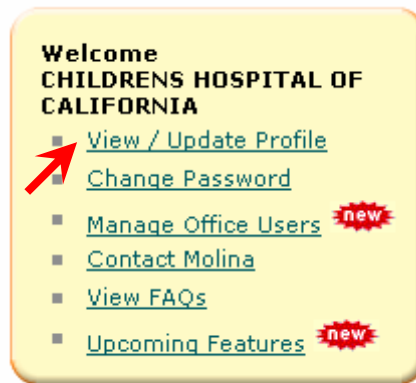 Welcome
CHILDRENS HOSPITAL OF
CALIFORNIA
View / Update Profile
Change Password
Manage Office Users new
Contact Molina
View FAQs
Upcoming Features new